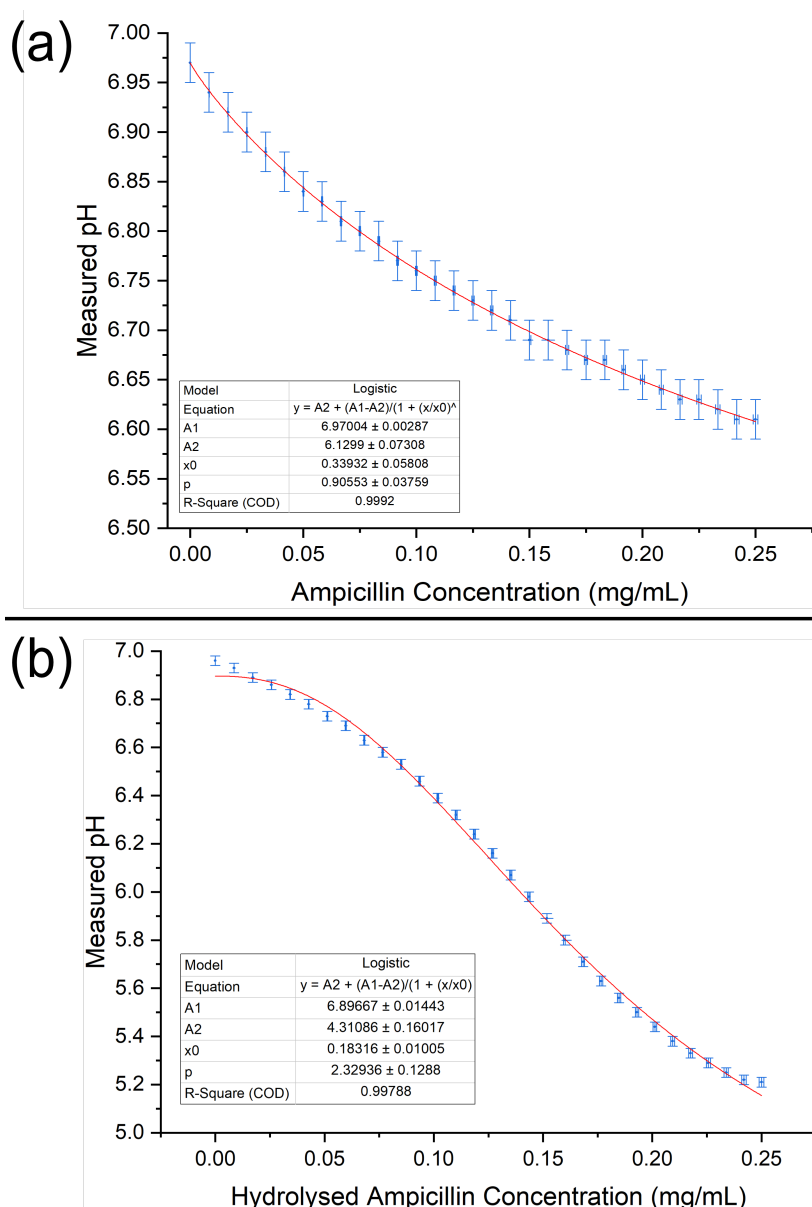 (a)
7.00
6.95
6.90
6.85
6.80
6.75
6.70
6.65
6.60
6.55
6.50
Measured pH
Model Logistic
Equation y = A2 + (A1-A2)/(1 + (x/x0)^
A1 6.97004 ± 0.00287
A2 6.1299 ± 0.07308
x0 0.33932 ± 0.05808
p 0.90553 ± 0.03759
R-Square (COD) 0.9992
0.00 0.05 0.10 0.15 0.20 0.25
Ampicillin Concentration (mg/mL)
(b)
7.0
6.8
6.6
6.4
6.2
6.0
5.8
5.6
5.4
5.2
5.0
Measured pH
Model Logistic
Equation y = A2 + (A1-A2)/(1 + (x/x0)
A1 6.89667 ± 0.01443
A2 4.31086 ± 0.16017
x0 0.18316 ± 0.01005
p 2.32936 ± 0.1288
R-Square (COD) 0.99788
0.00 0.05 0.10 0.15 0.20 0.25
Hydrolysed Ampicillin Concentration (mg/mL)